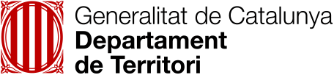 Generalitat de Catalunya
Departament
de Territori